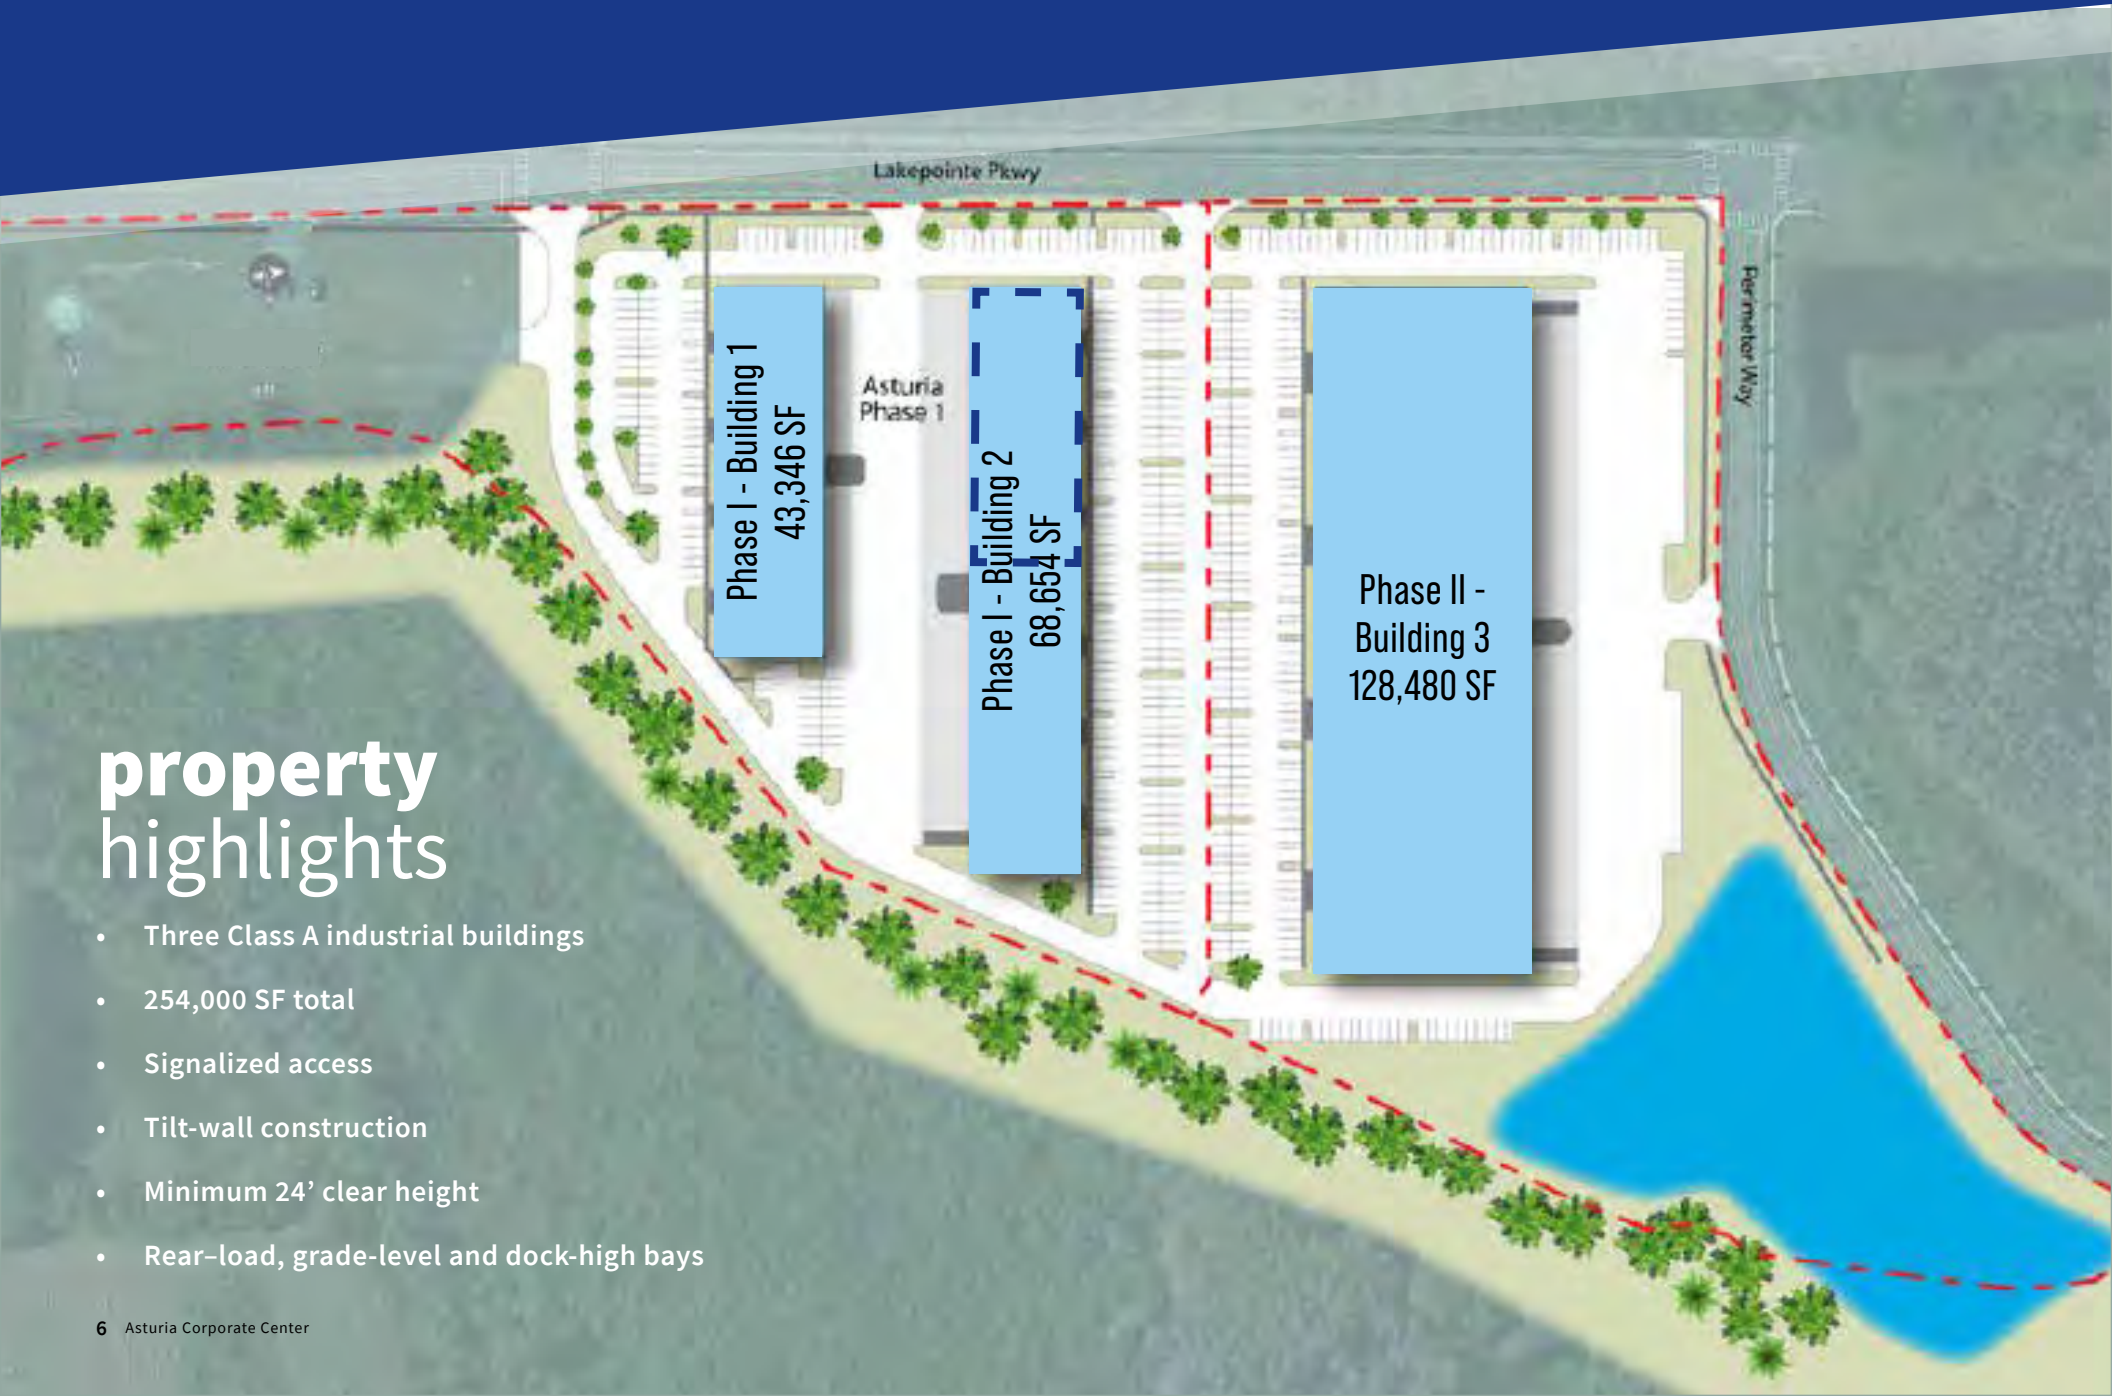 Lakepointe Pkwy
Perimeter Way
Phase I - Building 1
43,346 SF
Asturia
Phase 1
Phase I - Building 2
68,654 SF
Phase II -
Building 3
128,480 SF
property
highlights
• Three Class A industrial buildings
• 254,000 SF total
• Signalized access
• Tilt-wall construction
• Minimum 24’ clear height
• Rear–load, grade-level and dock-high bays
6 Asturia Corporate Center